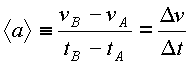 ⟨a⟩ ≡ (v_B − v_A) / (t_B − t_A) = Δv / Δt